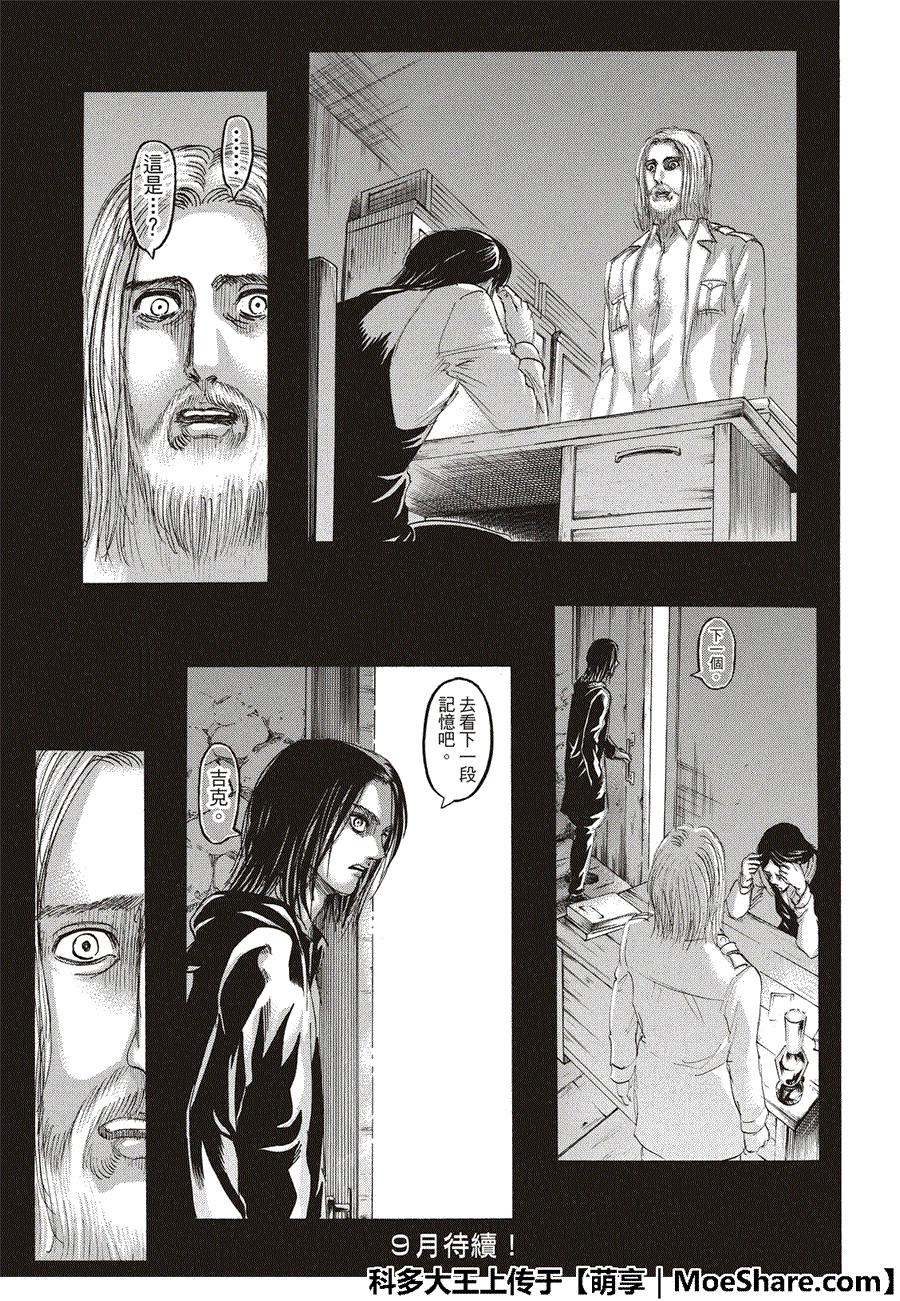 ……
這是…?
下一個。
去看下一段
記憶吧。
吉克。
9月待續！
科多大王上传于【萌享｜MoeShare.com】